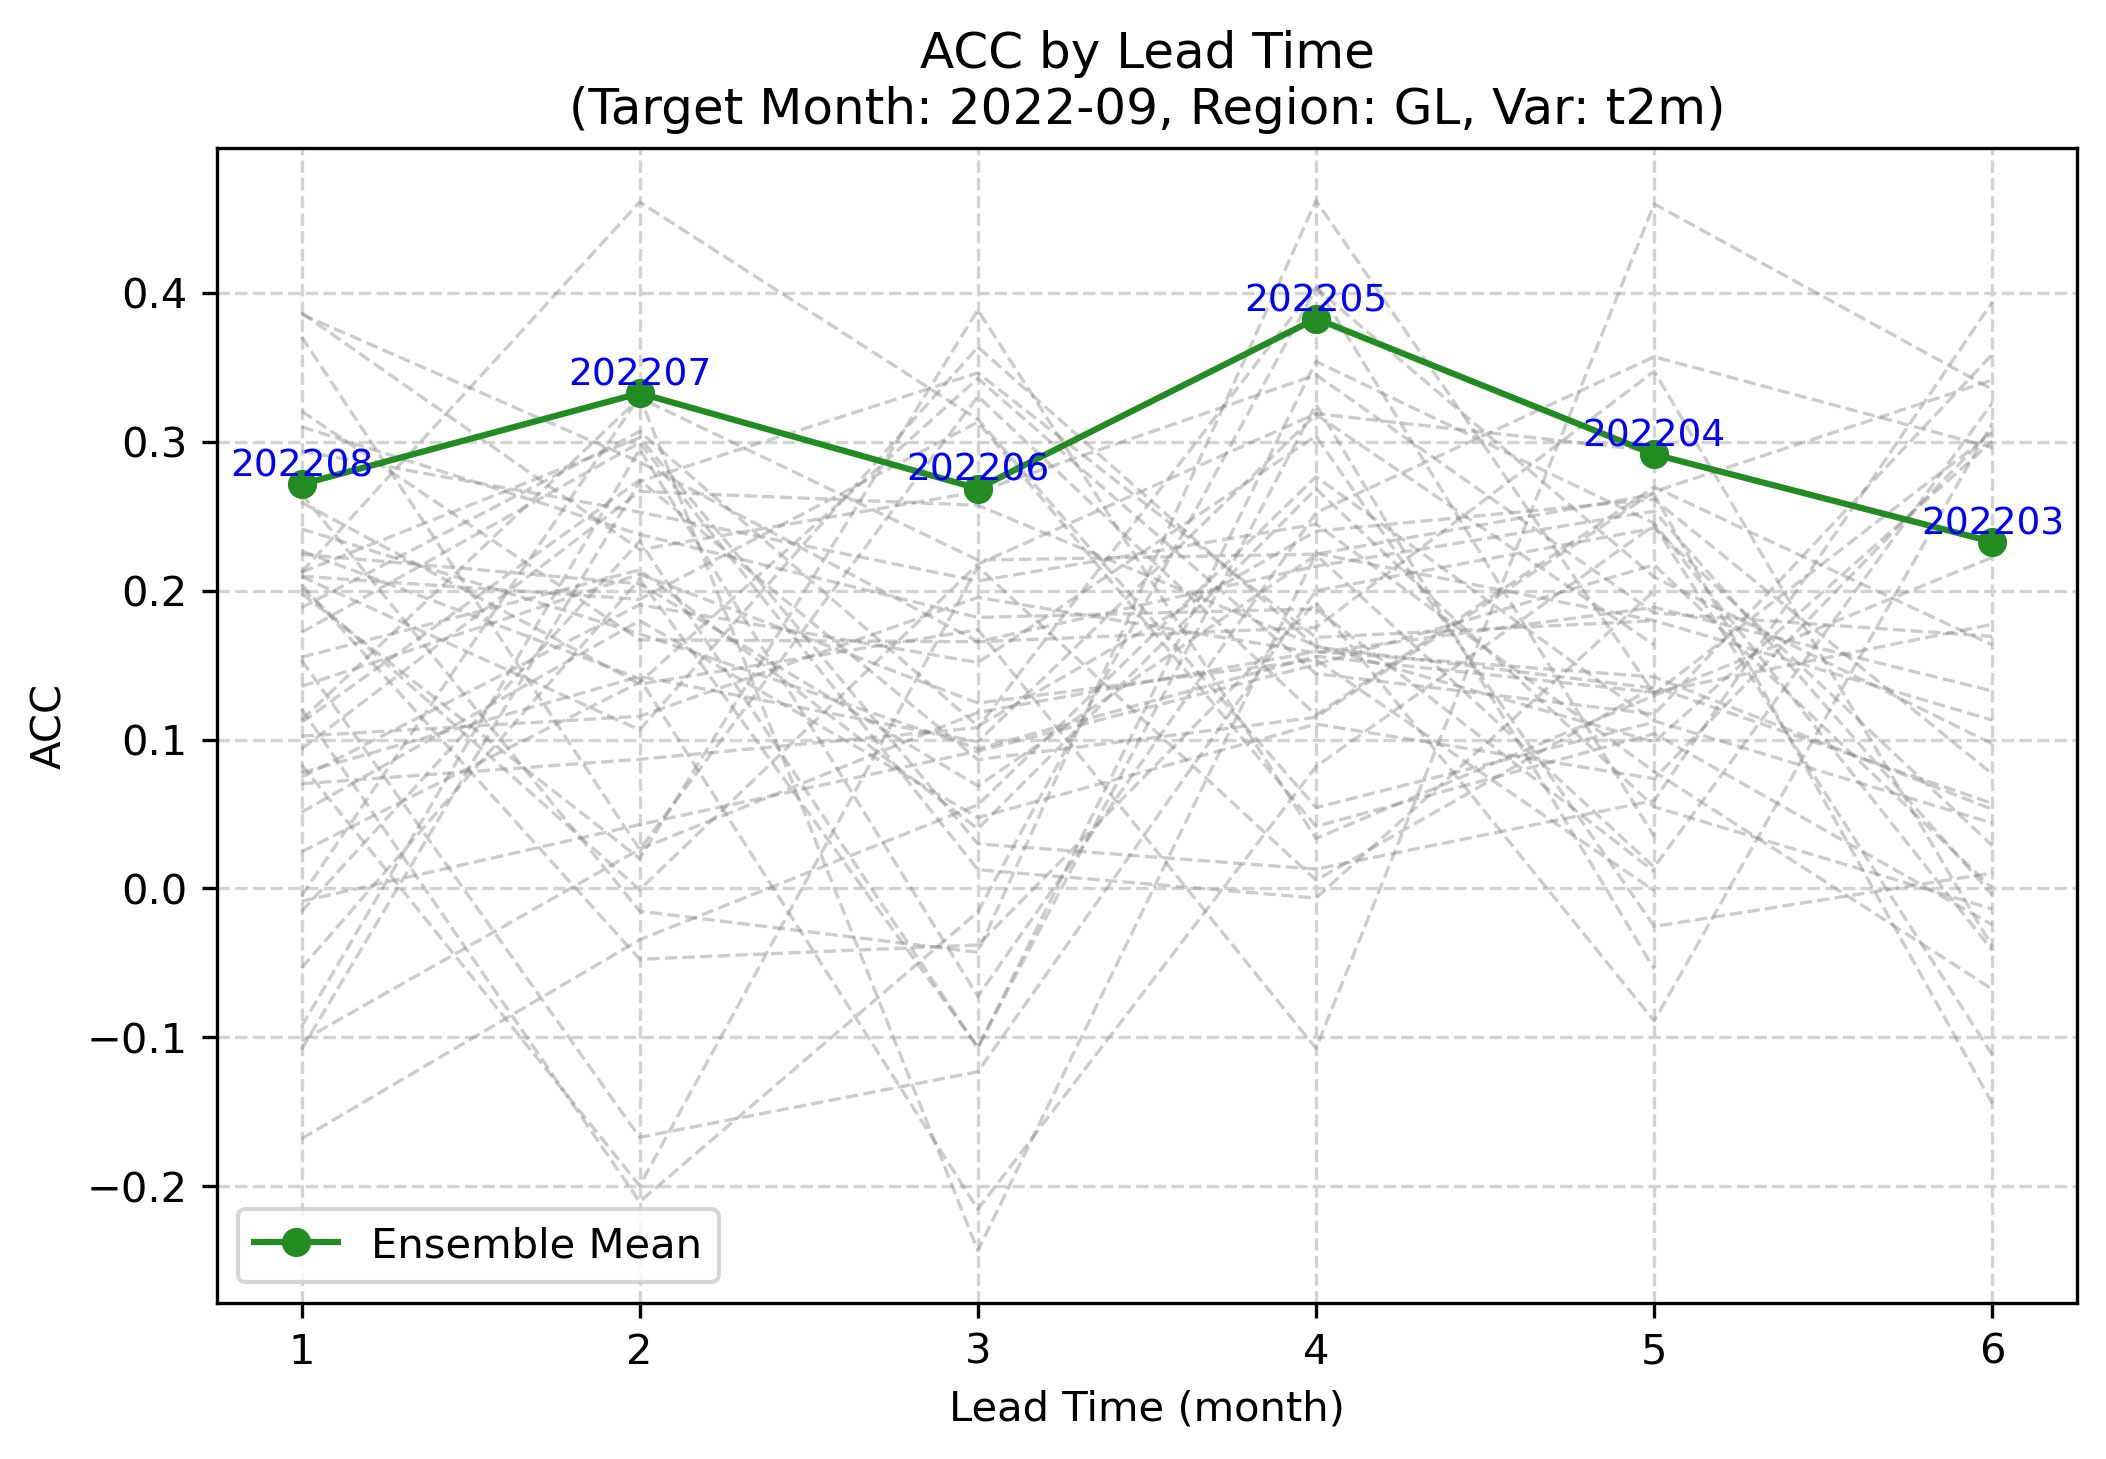 ACC by Lead Time
(Target Month: 2022-09, Region: GL, Var: t2m)
ACC
0.4
0.3
0.2
0.1
0.0
−0.1
−0.2
202208
202207
202206
202205
202204
202203
Ensemble Mean
1 2 3 4 5 6
Lead Time (month)